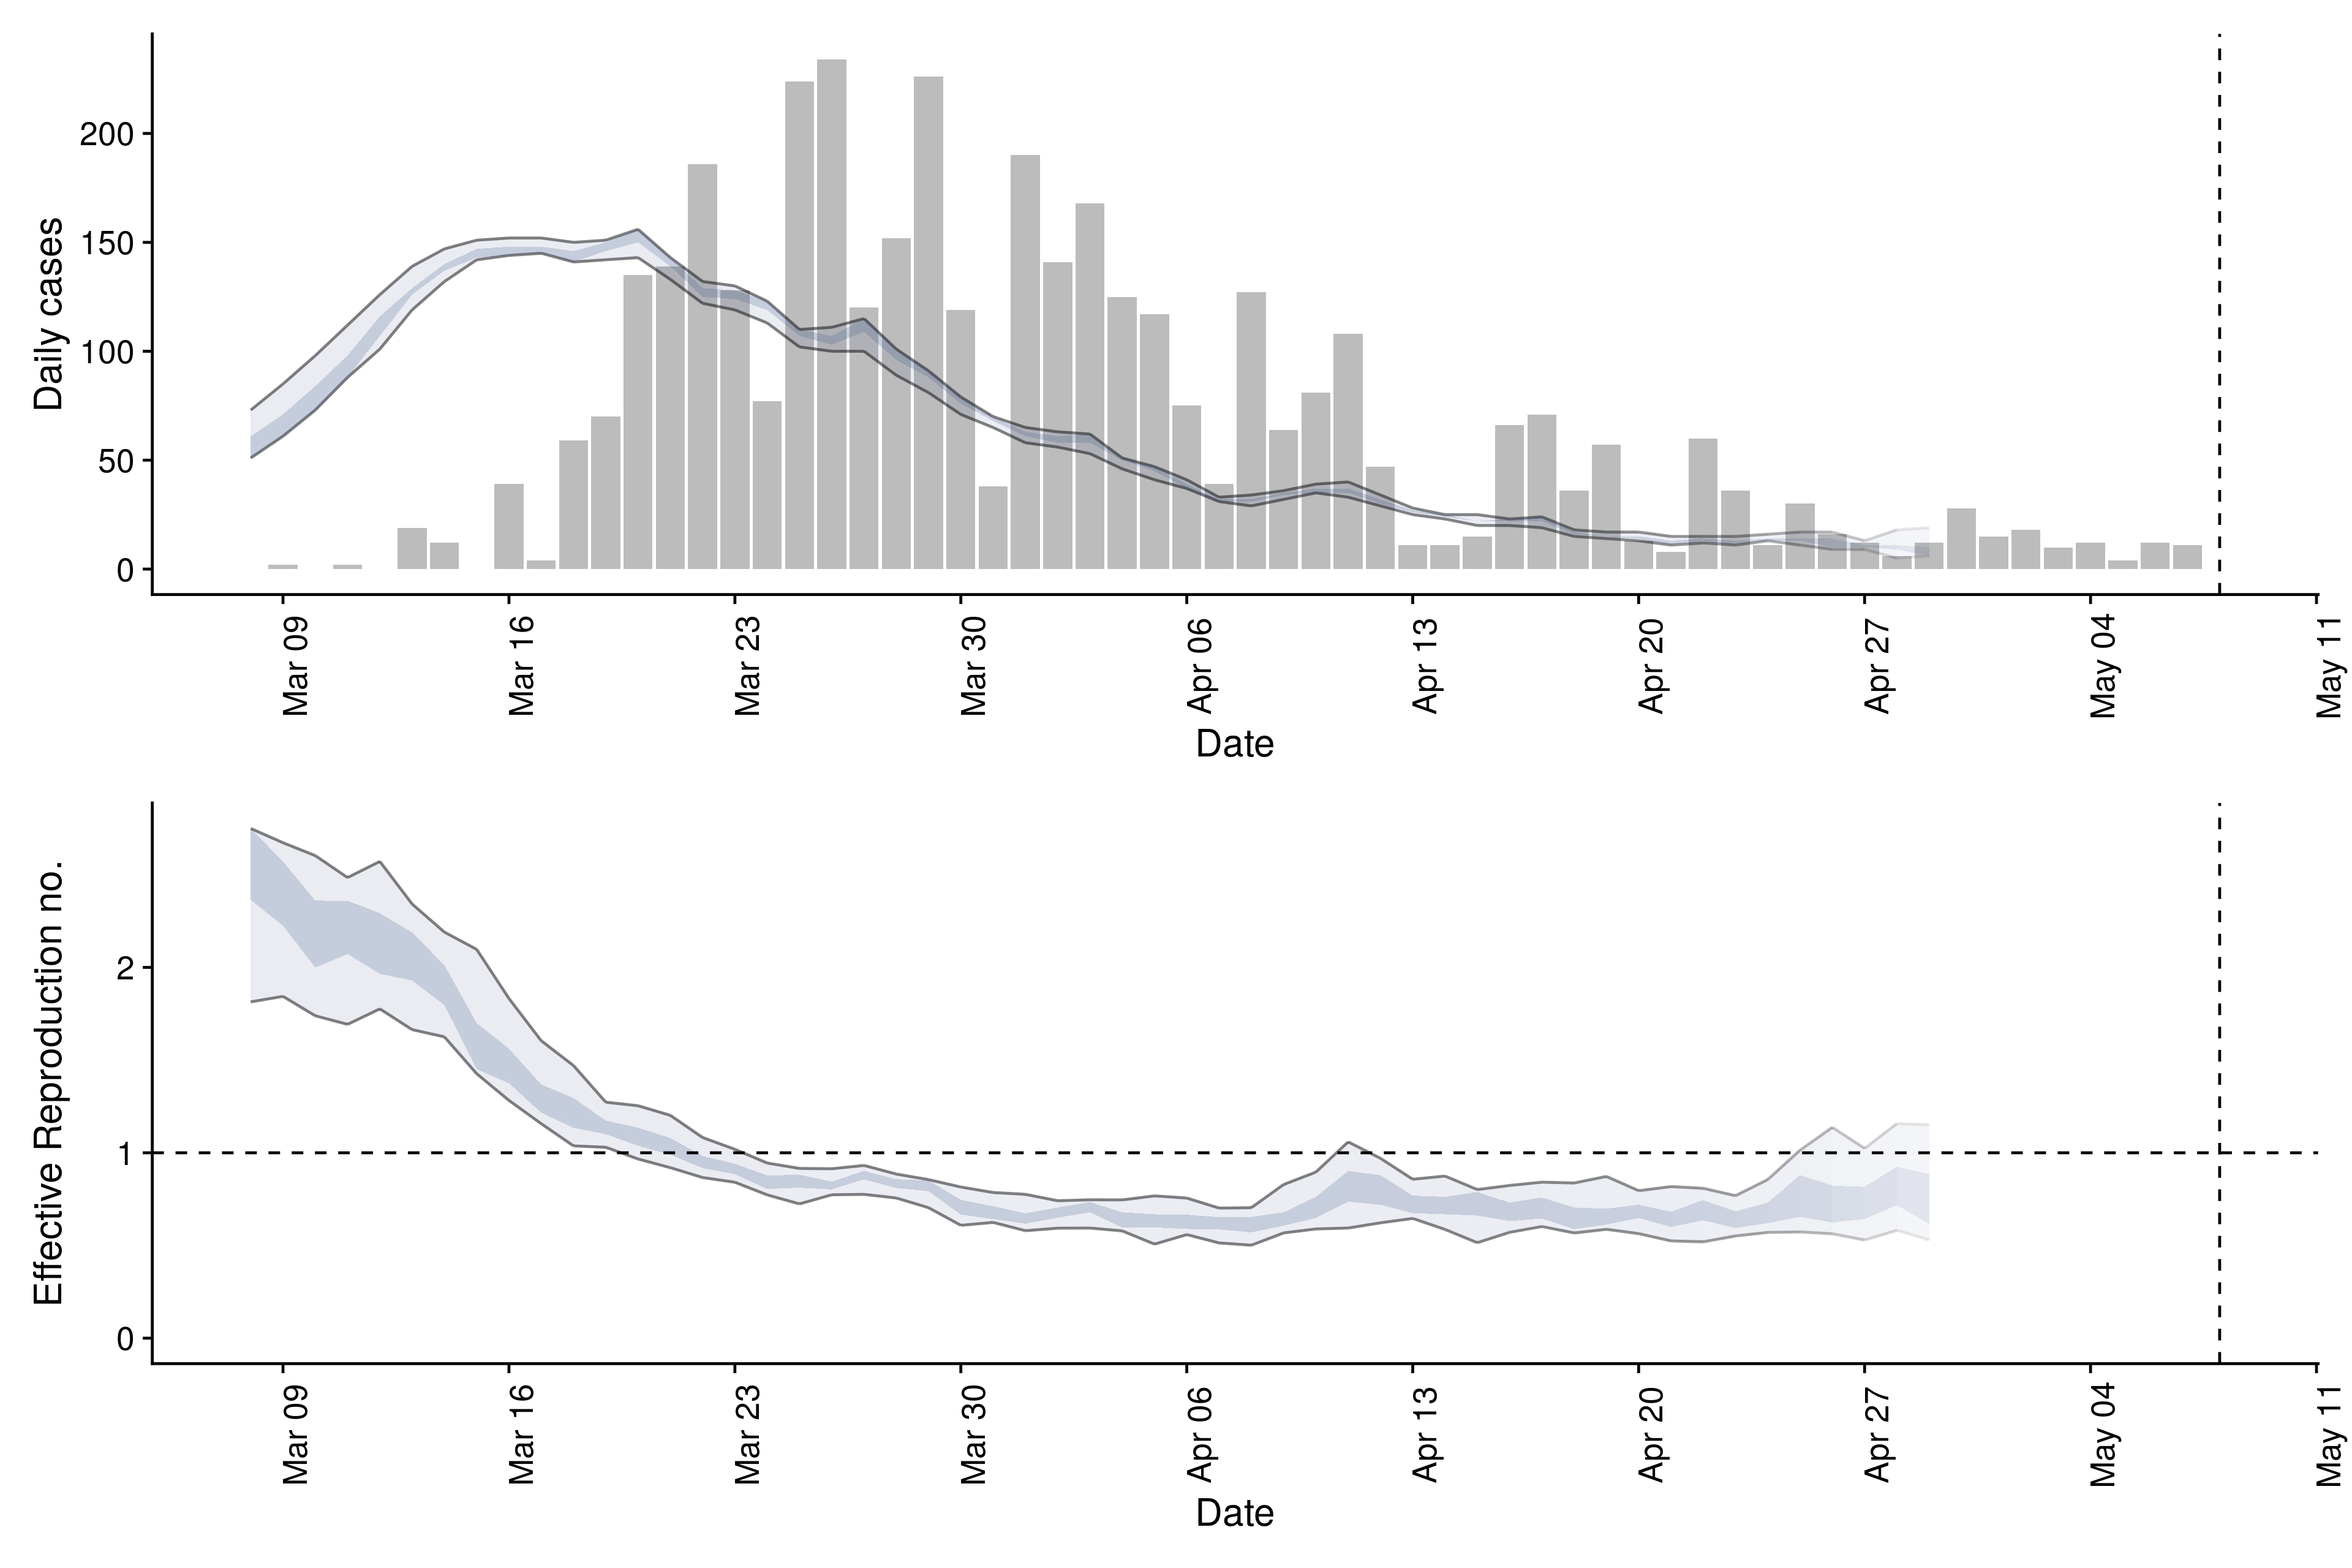 Daily cases
200
150
100
50
0
Mar 09
Mar 16
Mar 23
Mar 30
Apr 06
Apr 13
Apr 20
Apr 27
May 04
May 11
Date
Effective Reproduction no.
2
1
0
Mar 09
Mar 16
Mar 23
Mar 30
Apr 06
Apr 13
Apr 20
Apr 27
May 04
May 11
Date